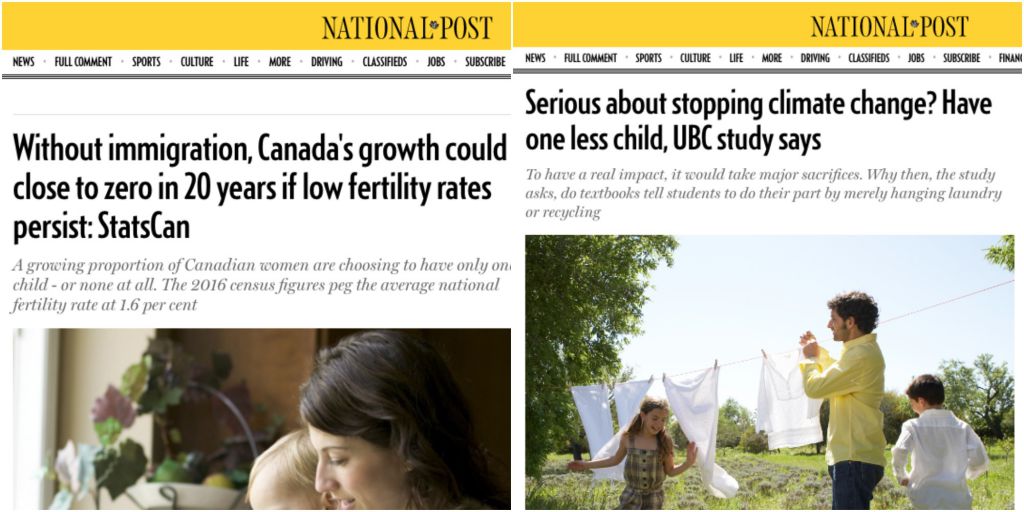 NATIONAL POST
NEWS • FULL COMMENT • SPORTS • CULTURE • LIFE • MORE • DRIVING • CLASSIFIEDS • JOBS • SUBSCRIBE
Without immigration, Canada's growth could
close to zero in 20 years if low fertility rates
persist: StatsCan
A growing proportion of Canadian women are choosing to have only one
child - or none at all. The 2016 census figures peg the average national
fertility rate at 1.6 per cent
NATIONAL POST
NEWS • FULL COMMENT • SPORTS • CULTURE • LIFE • MORE • DRIVING • CLASSIFIEDS • JOBS • SUBSCRIBE • FINANC
Serious about stopping climate change? Have
one less child, UBC study says
To have a real impact, it would take major sacrifices. Why then, the study
asks, do textbooks tell students to do their part by merely hanging laundry
or recycling